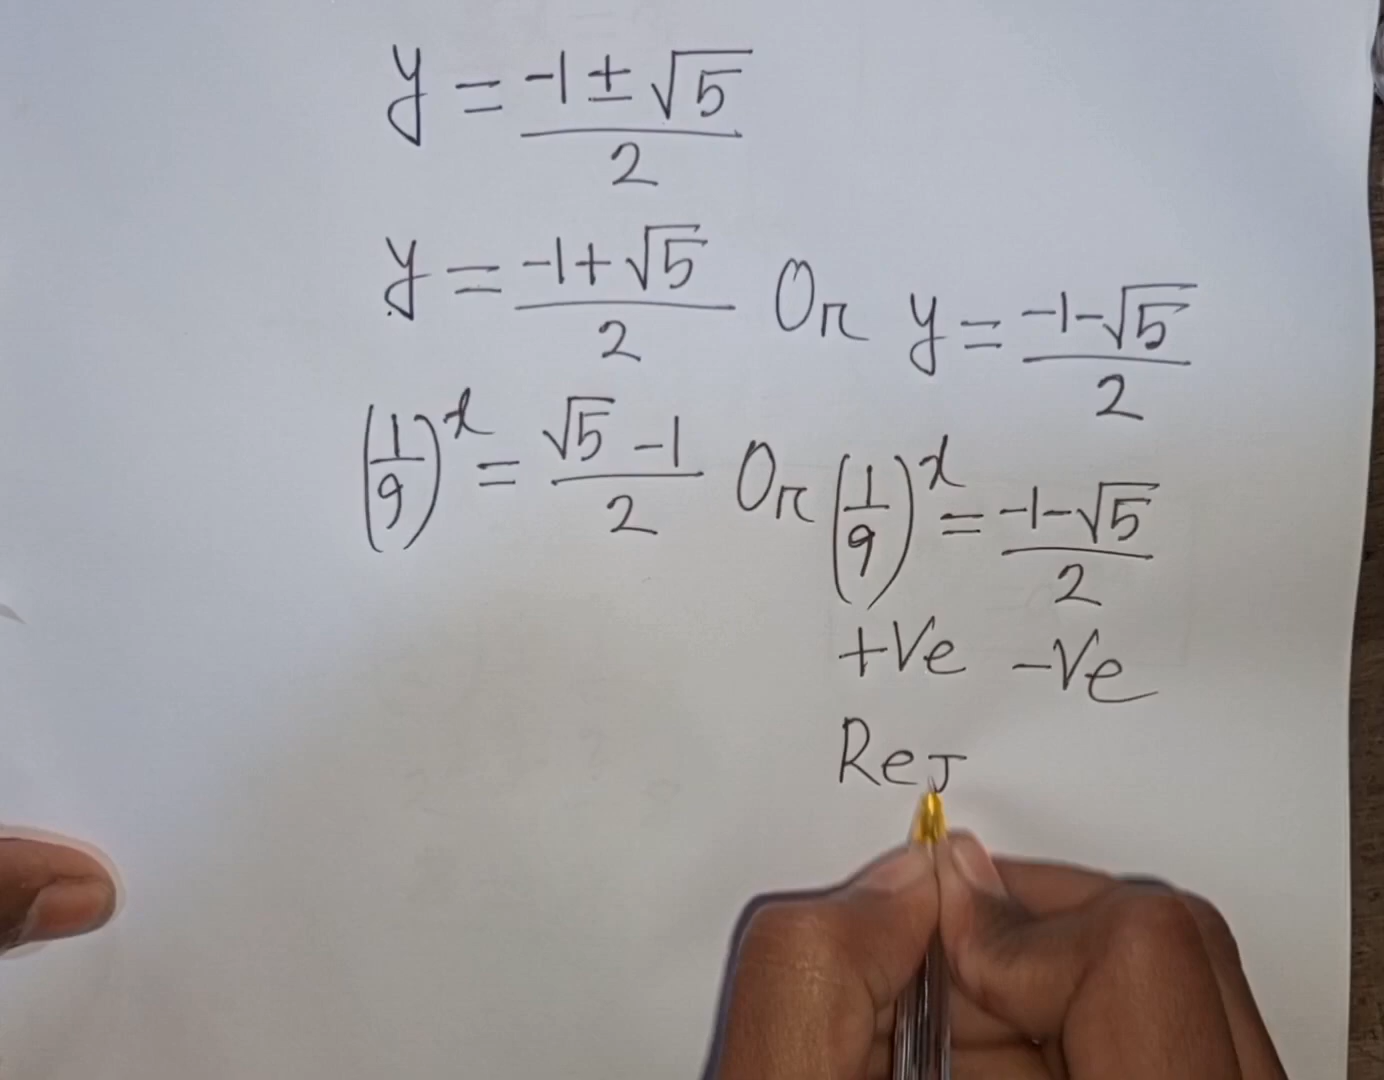 y = (-1 ± √5)/2
y = (-1 + √5)/2 Or y = (-1 - √5)/2
(1/9)^x = (√5 - 1)/2 Or (1/9)^x = (-1 - √5)/2
+Ve -Ve
ReJ